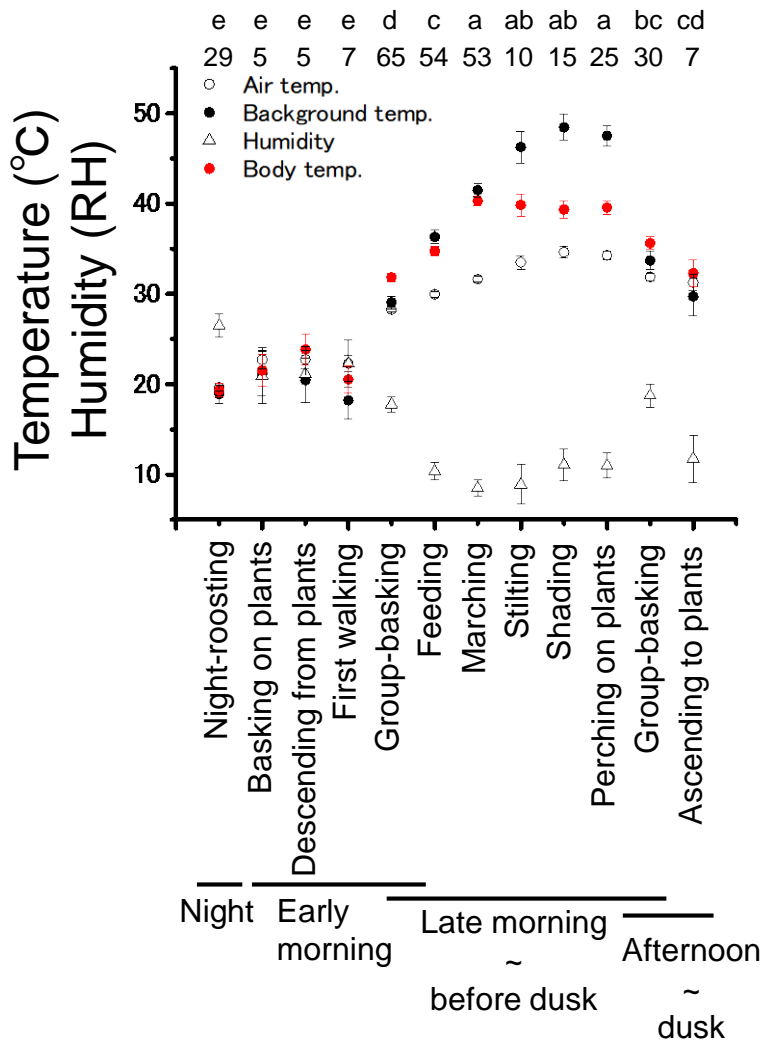 e e e e d c a ab ab a bc cd
29 5 5 7 65 54 53 10 15 25 30 7
Air temp.
Background temp.
Humidity
Body temp.
Temperature (°C)
Humidity (RH)
50
40
30
20
10
Night-roosting
Basking on plants
Descending from plants
First walking
Group-basking
Feeding
Marching
Stilting
Shading
Perching on plants
Group-basking
Ascending to plants
Night
Early
morning
Late morning
~
before dusk
Afternoon
~
dusk